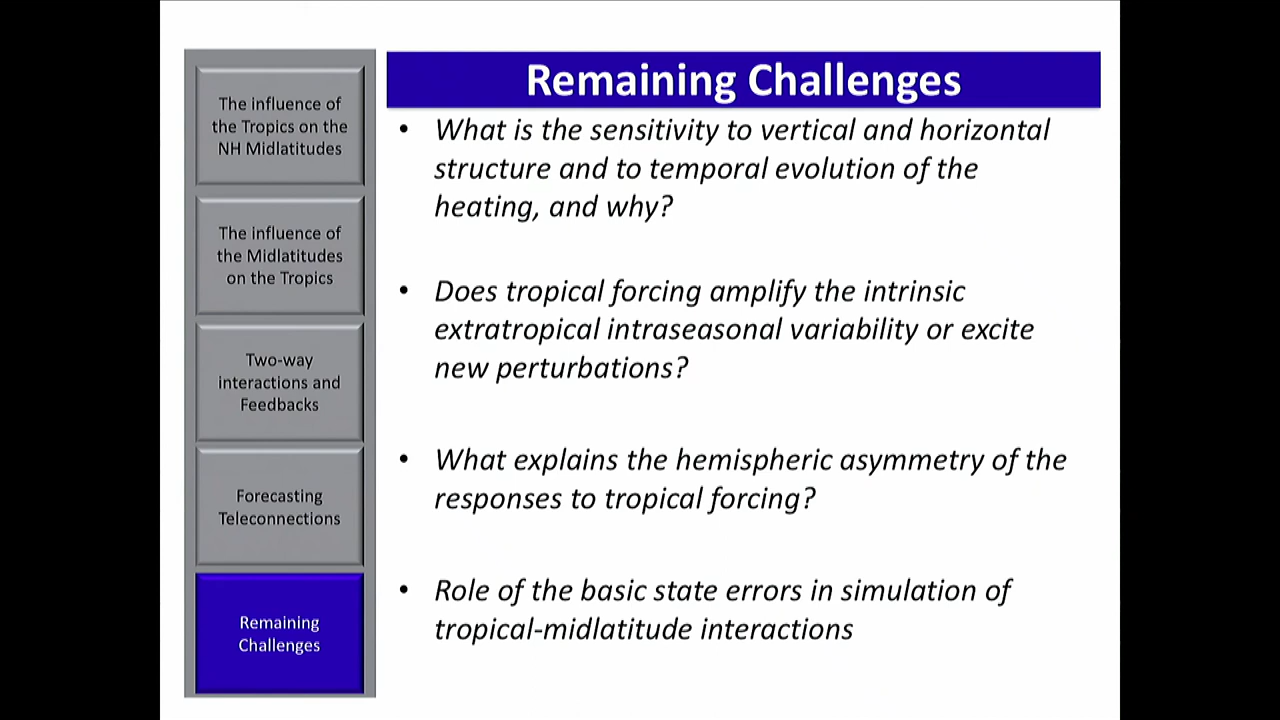 The influence of
the Tropics on the
NH Midlatitudes
The influence of
the Midlatitudes
on the Tropics
Two-way
interactions and
Feedbacks
Forecasting
Teleconnections
Remaining
Challenges
Remaining Challenges
• What is the sensitivity to vertical and horizontal
structure and to temporal evolution of the
heating, and why?
• Does tropical forcing amplify the intrinsic
extratropical intraseasonal variability or excite
new perturbations?
• What explains the hemispheric asymmetry of the
responses to tropical forcing?
• Role of the basic state errors in simulation of
tropical-midlatitude interactions